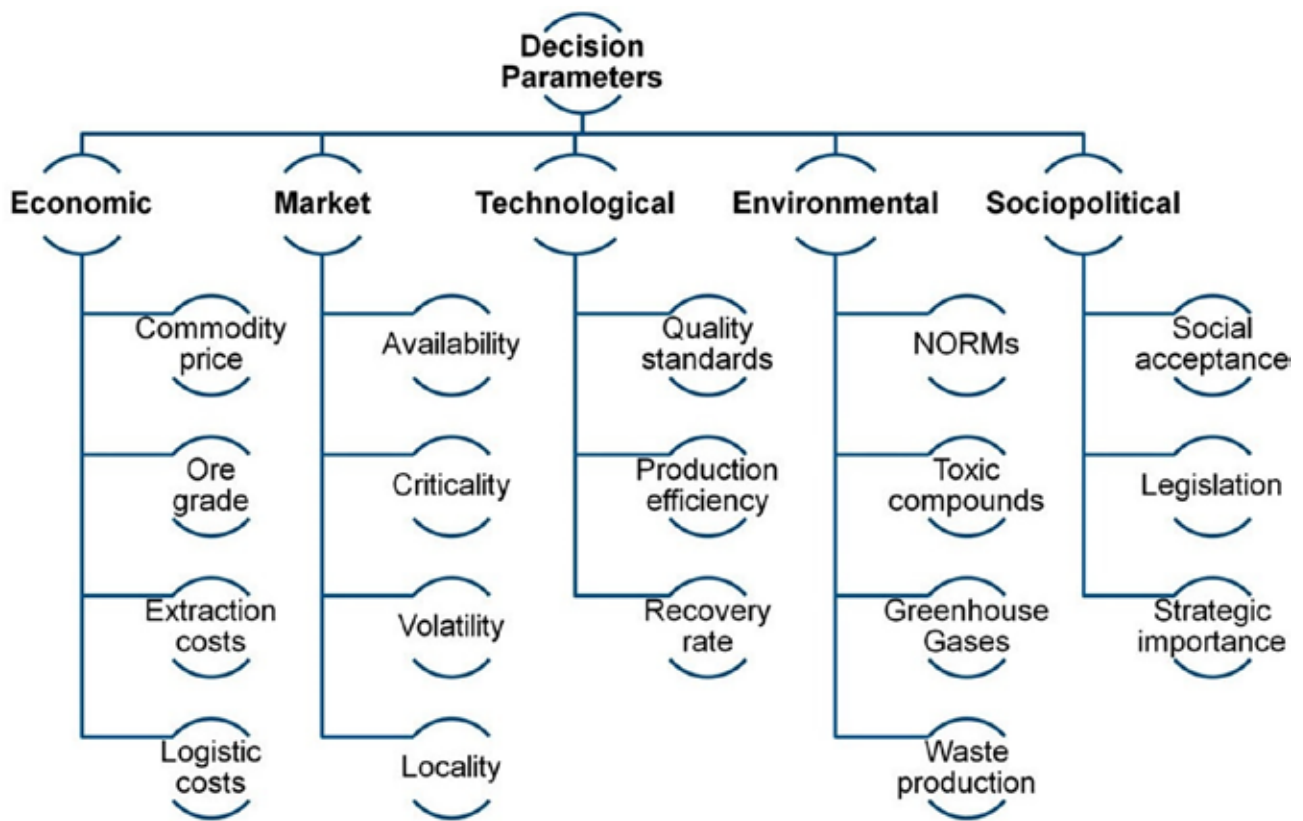 Decision
Parameters
Economic
Market
Technological
Environmental
Sociopolitical
Commodity
price
Availability
Quality
standards
NORMs
Social
acceptance
Ore
grade
Criticality
Production
efficiency
Toxic
compounds
Legislation
Extraction
costs
Volatility
Recovery
rate
Greenhouse
Gases
Strategic
importance
Logistic
costs
Locality
Waste
production